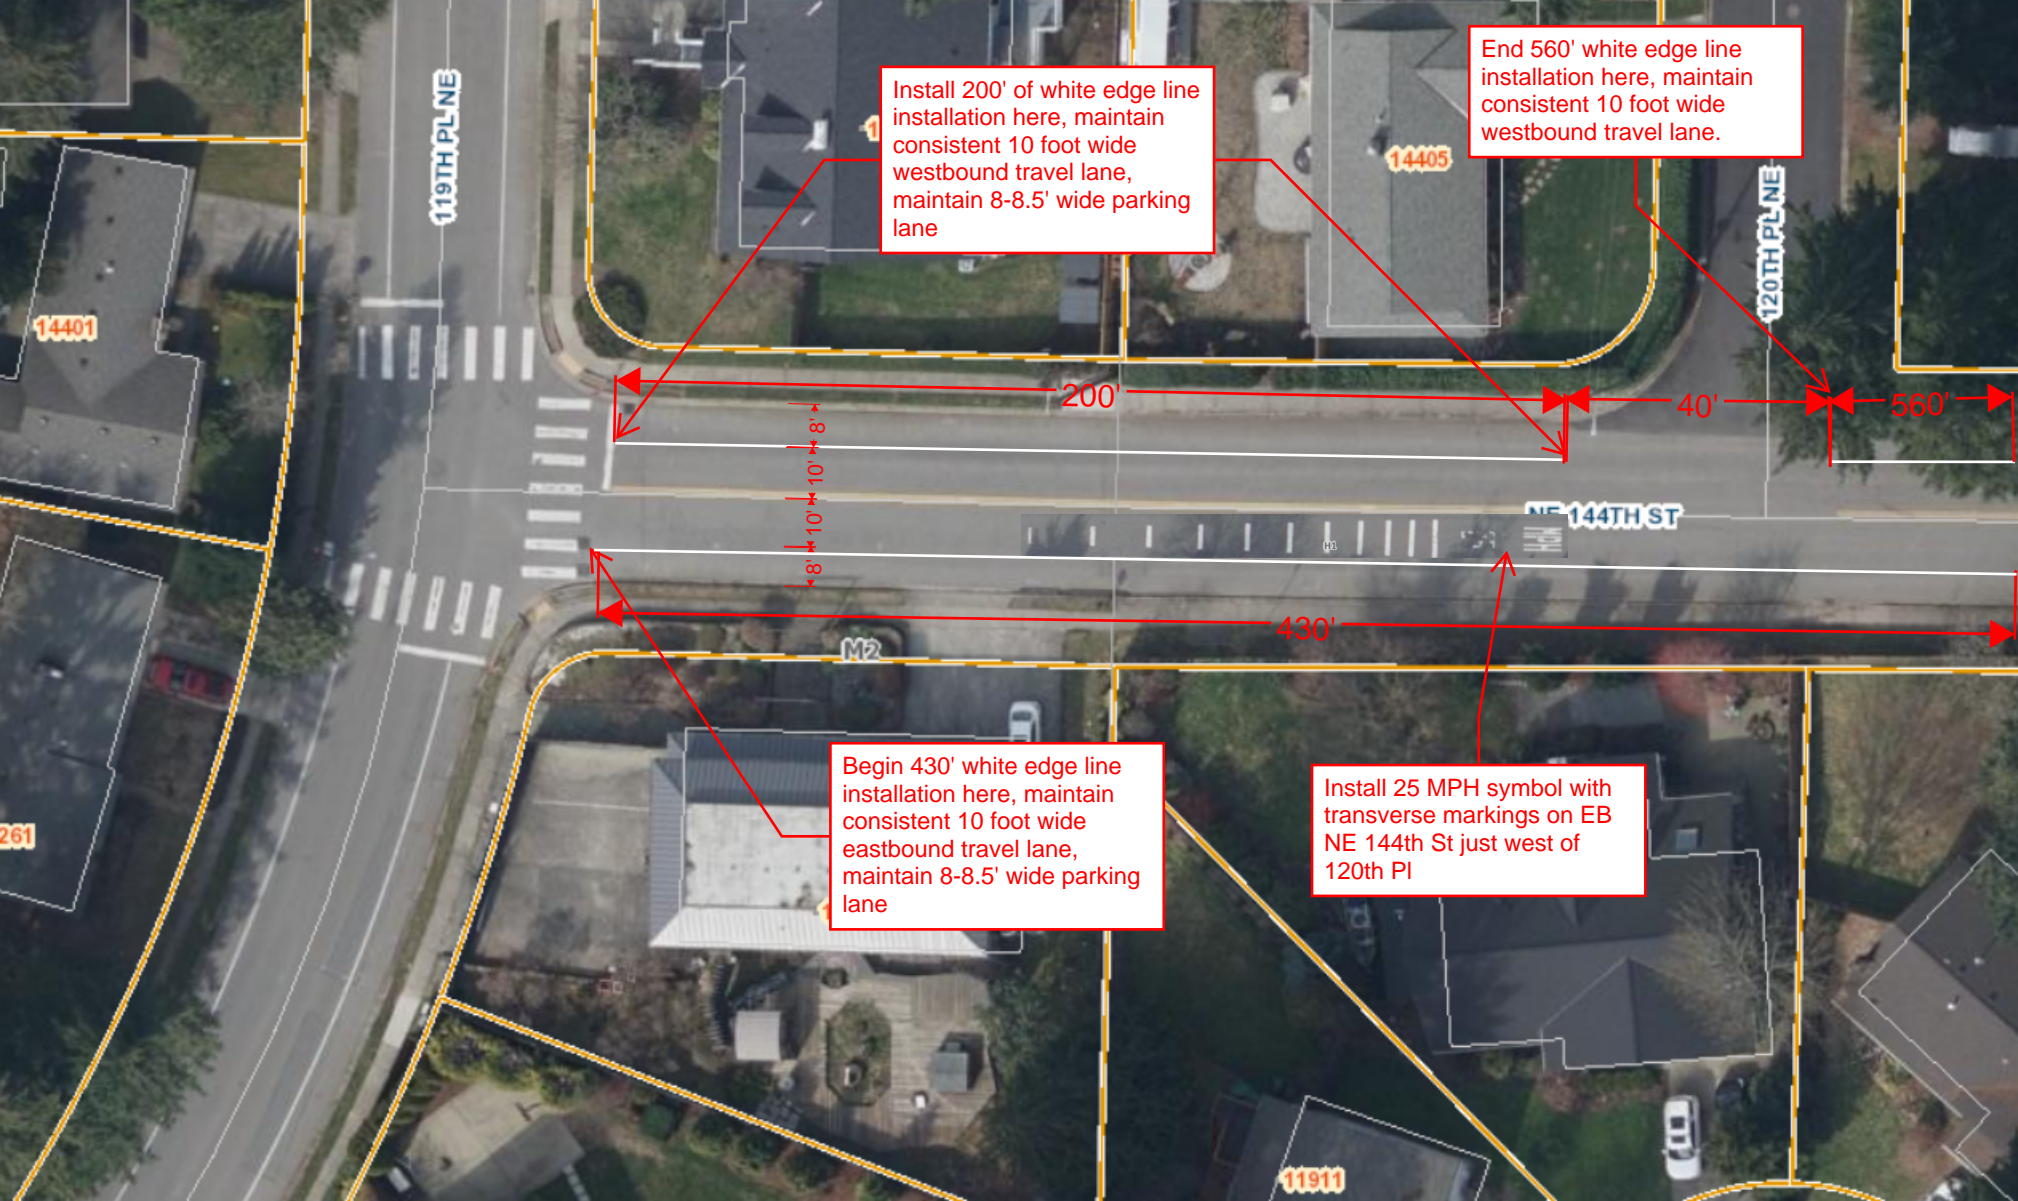 End 560' white edge line
installation here, maintain
consistent 10 foot wide
westbound travel lane.
Install 200' of white edge line
installation here, maintain
consistent 10 foot wide
westbound travel lane,
maintain 8-8.5' wide parking
lane
119TH PL NE
14405
120TH PL NE
14401
200'
40'
560'
8'
10'
10'
8'
NE 144TH ST
MPH
H1
430'
M2
Begin 430' white edge line
installation here, maintain
consistent 10 foot wide
eastbound travel lane,
maintain 8-8.5' wide parking
lane
Install 25 MPH symbol with
transverse markings on EB
NE 144th St just west of
120th Pl
261
11911